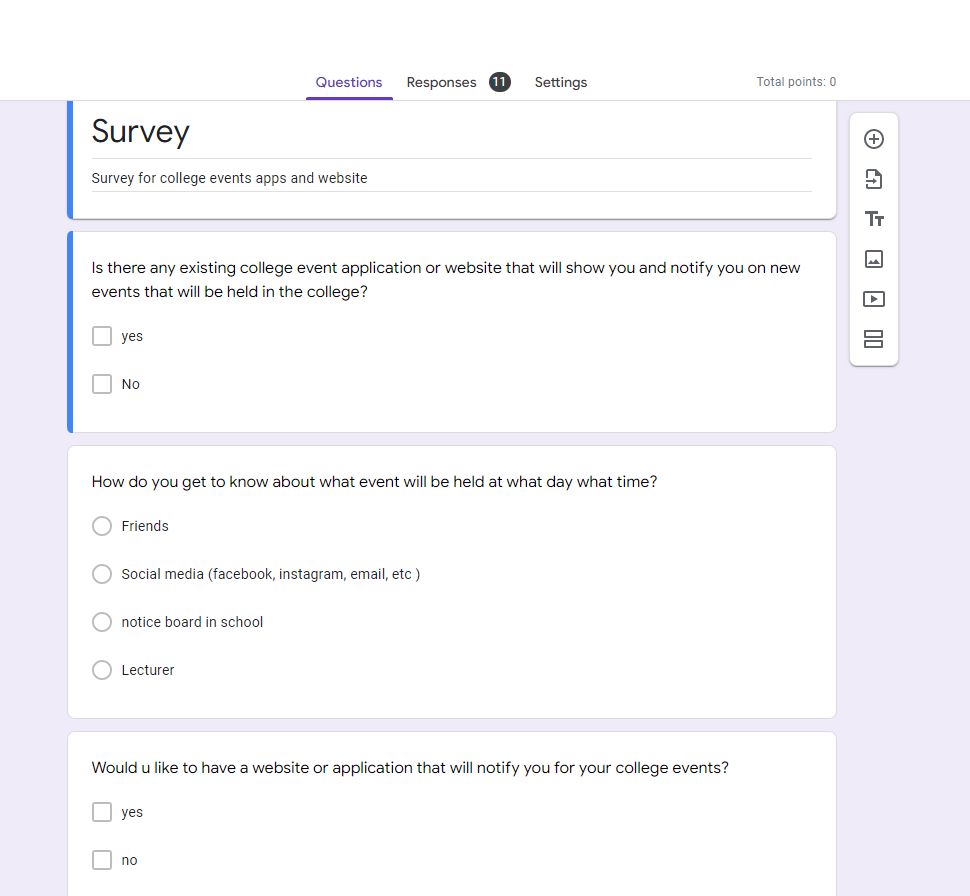 Questions
Responses 11
Settings
Total points: 0
Survey
Survey for college events apps and website
Is there any existing college event application or website that will show you and notify you on new
events that will be held in the college?
yes
No
How do you get to know about what event will be held at what day what time?
Friends
Social media (facebook, instagram, email, etc )
notice board in school
Lecturer
Would u like to have a website or application that will notify you for your college events?
yes
no